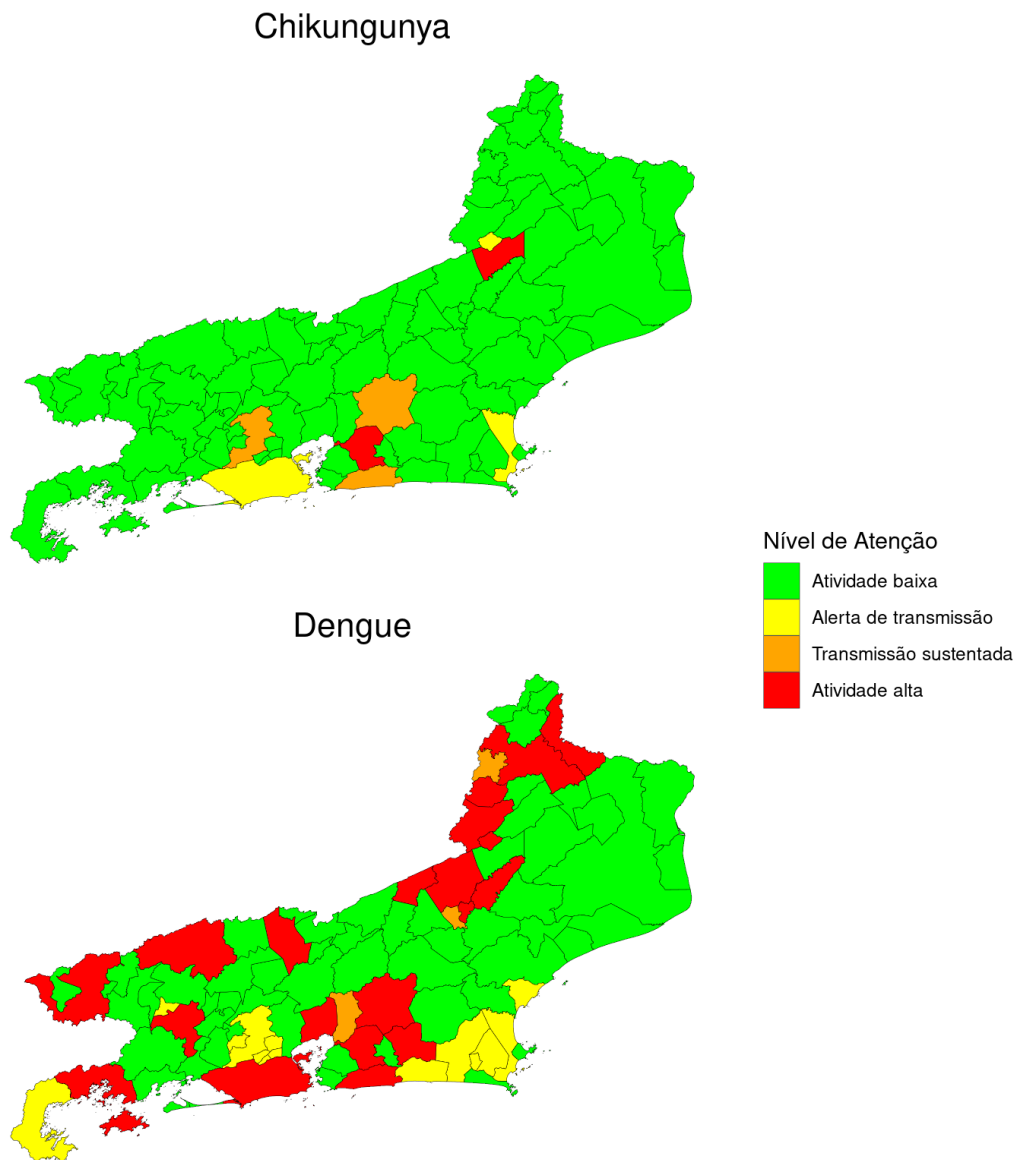 Chikungunya
Nível de Atenção
Atividade baixa
Alerta de transmissão
Transmissão sustentada
Atividade alta
Dengue